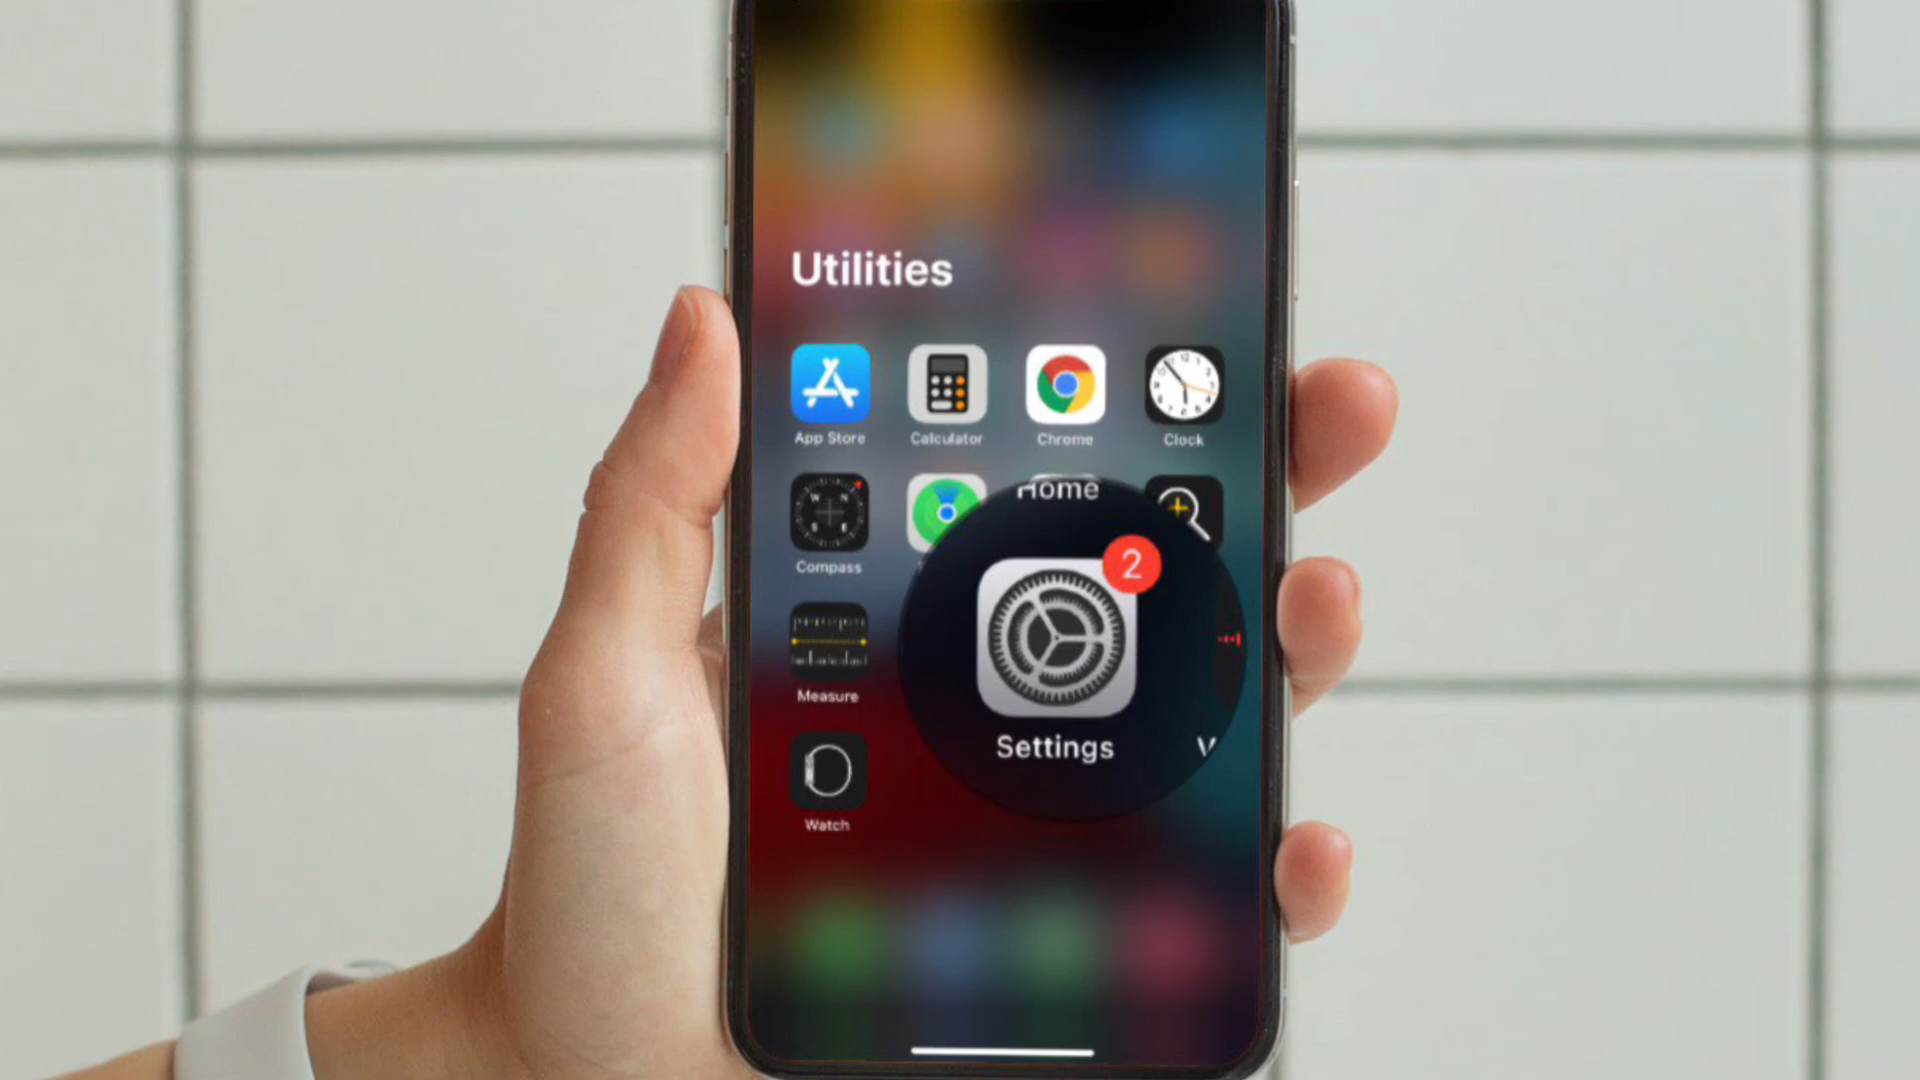 Utilities
App Store
Calculator
Chrome
Clock
Compass
Home
2
Measure
Settings
Watch